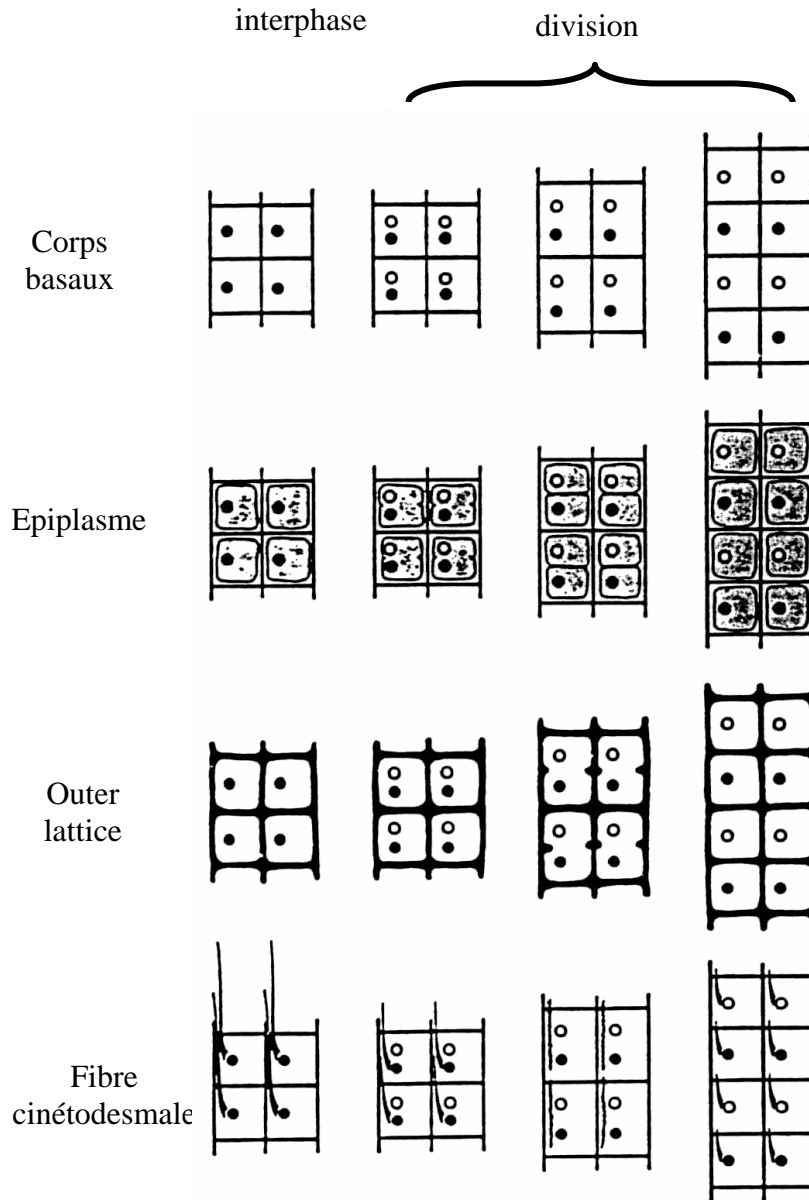 interphase
division
Corps
basaux
Epiplasme
Outer
lattice
Fibre
cinétodesmale